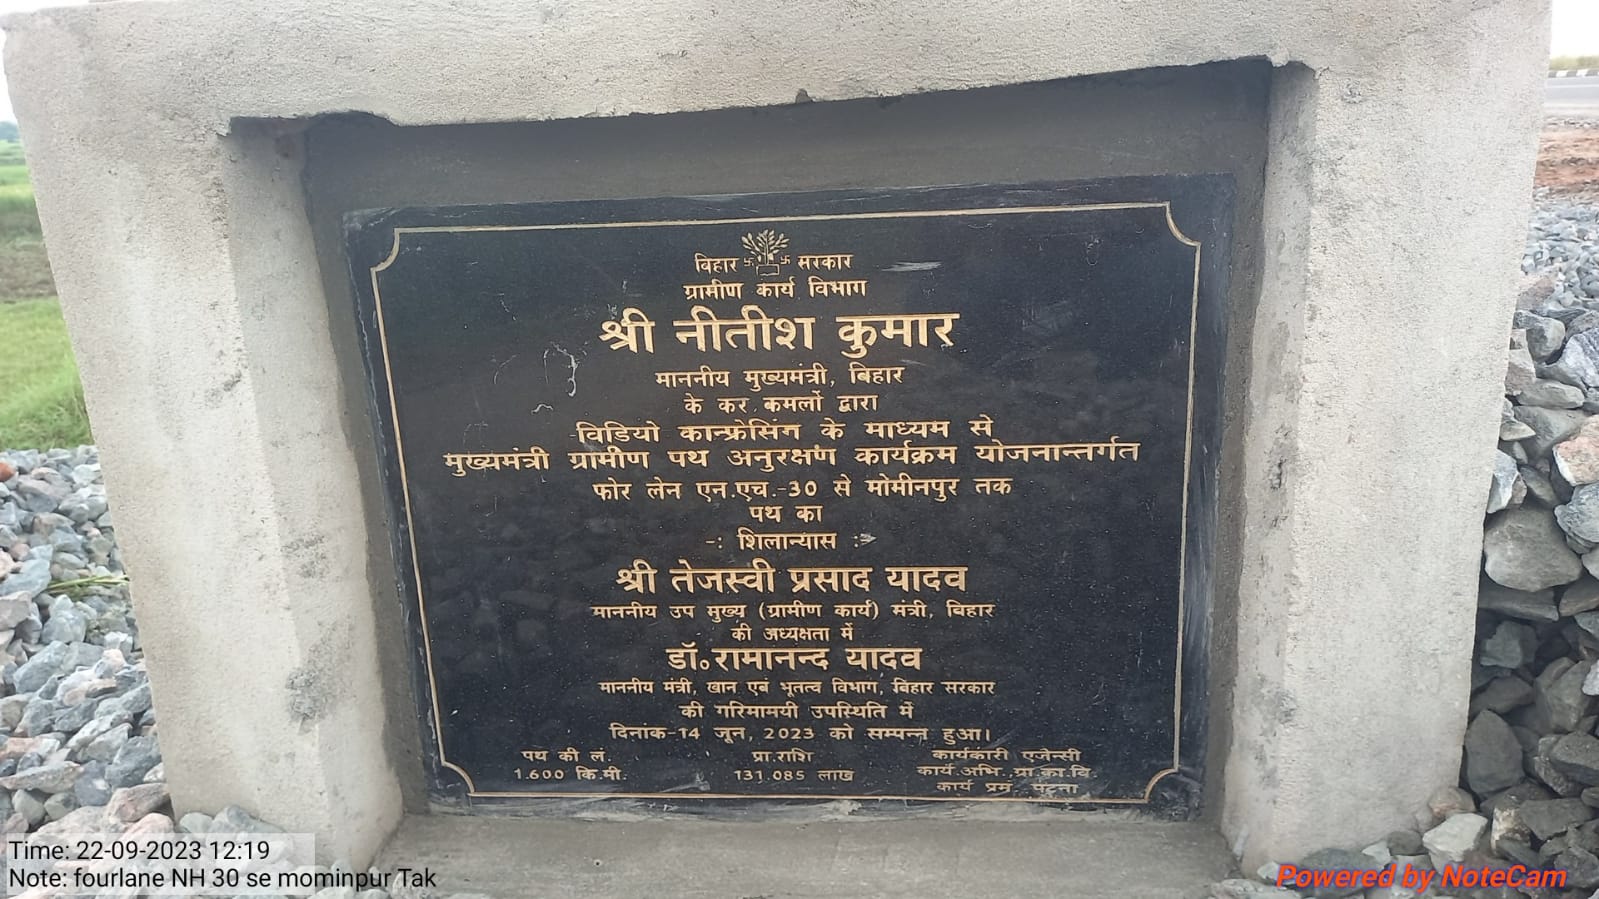 बिहार 卐 卐 सरकार
ग्रामीण कार्य विभाग
श्री नीतीश कुमार
माननीय मुख्यमंत्री, बिहार
के कर कमलों द्वारा
विडियो कान्फ्रेसिंग के माध्यम से
मुख्यमंत्री ग्रामीण पथ अनुरक्षण कार्यक्रम योजनान्तर्गत
फोर लेन एन.एच.-30 से मोमीनपुर तक
पथ का
-: शिलान्यास :-
श्री तेजस्वी प्रसाद यादव
माननीय उप मुख्य (ग्रामीण कार्य) मंत्री, बिहार
की अध्यक्षता में
डॉ० रामानन्द यादव
माननीय मंत्री, खान एवं भूतत्व विभाग, बिहार सरकार
की गरिमामयी उपस्थिति में
दिनांक-14 जून, 2023 को सम्पन्न हुआ।
पथ की लं. प्रा.राशि कार्यकारी एजेन्सी
1.600 कि.मी. 131.085 लाख कार्य.अभि.,ग्रा.का.वि.
कार्य प्रम. पटना
Time: 22-09-2023 12:19
Note: fourlane NH 30 se mominpur Tak
Powered by NoteCam